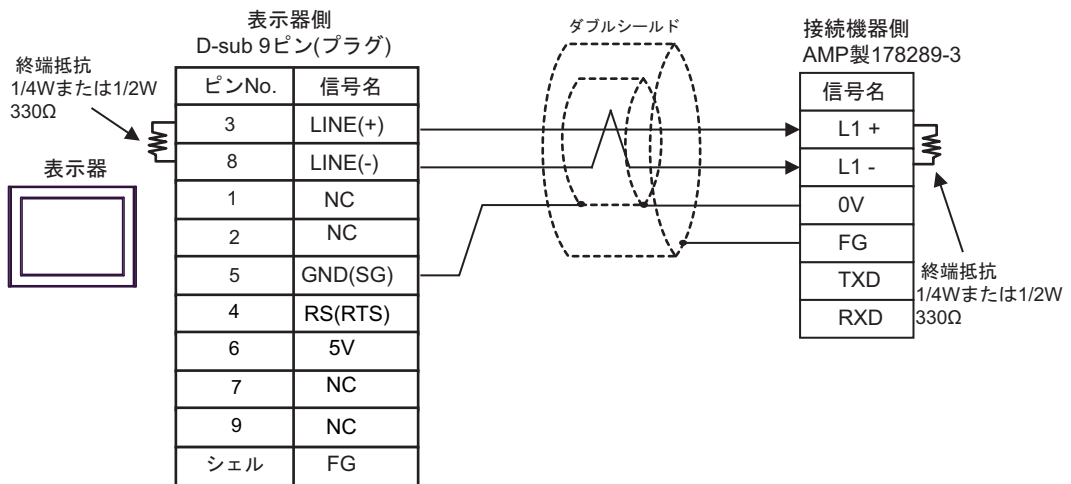 表示器側
D-sub 9ピン(プラグ)
ダブルシールド
接続機器側
AMP製178289-3
終端抵抗
1/4Wまたは1/2W
330Ω
表示器
ピンNo. 信号名
3 LINE(+)
8 LINE(-)
1 NC
2 NC
5 GND(SG)
4 RS(RTS)
6 5V
7 NC
9 NC
シェル FG
信号名
L1 +
L1 -
0V
FG
TXD
RXD
終端抵抗
1/4Wまたは1/2W
330Ω